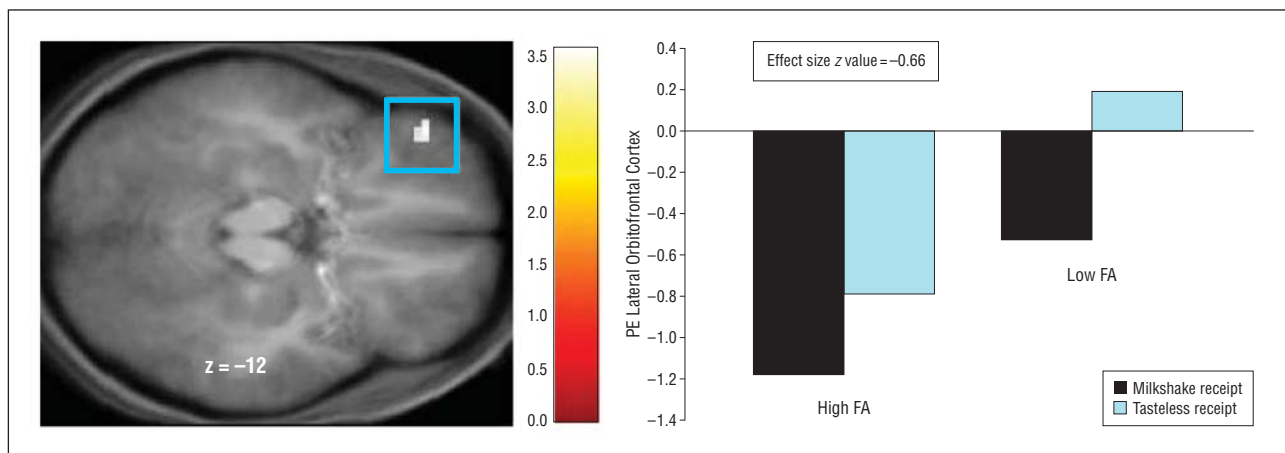 z = –12
3.5
3.0
2.5
2.0
1.5
1.0
0.5
0.0
PE Lateral Orbitofrontal Cortex
0.4
0.2
0.0
–0.2
–0.4
–0.6
–0.8
–1.0
–1.2
–1.4
Effect size z value = –0.66
High FA
Low FA
Milkshake receipt
Tasteless receipt